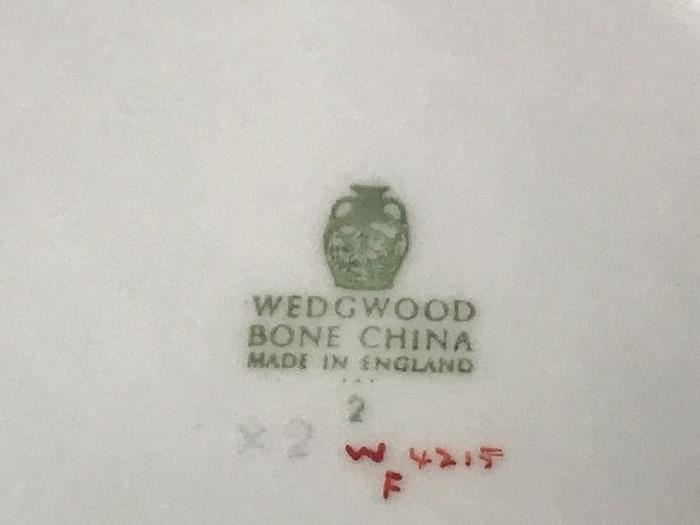 WEDGWOOD
BONE CHINA
MADE IN ENGLAND
2
X 2
W 4215
F